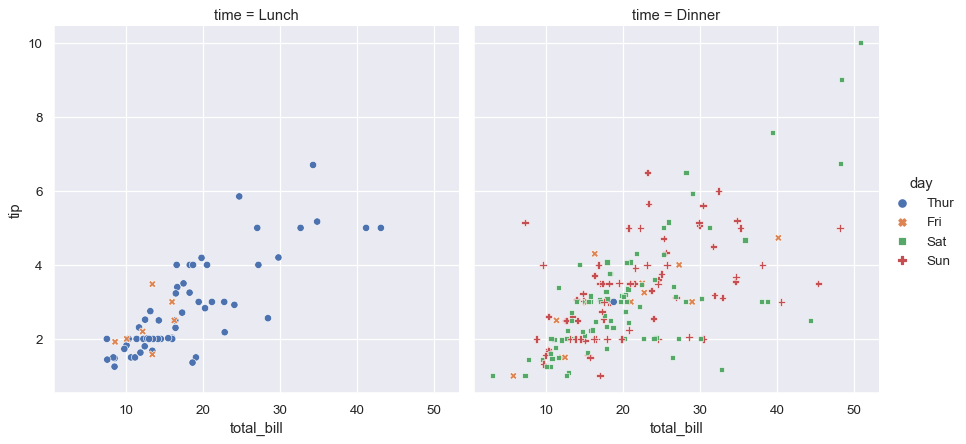 time = Lunch
time = Dinner
10
8
6
4
2
tip
10 20 30 40 50
10 20 30 40 50
total_bill
total_bill
day
Thur
Fri
Sat
Sun